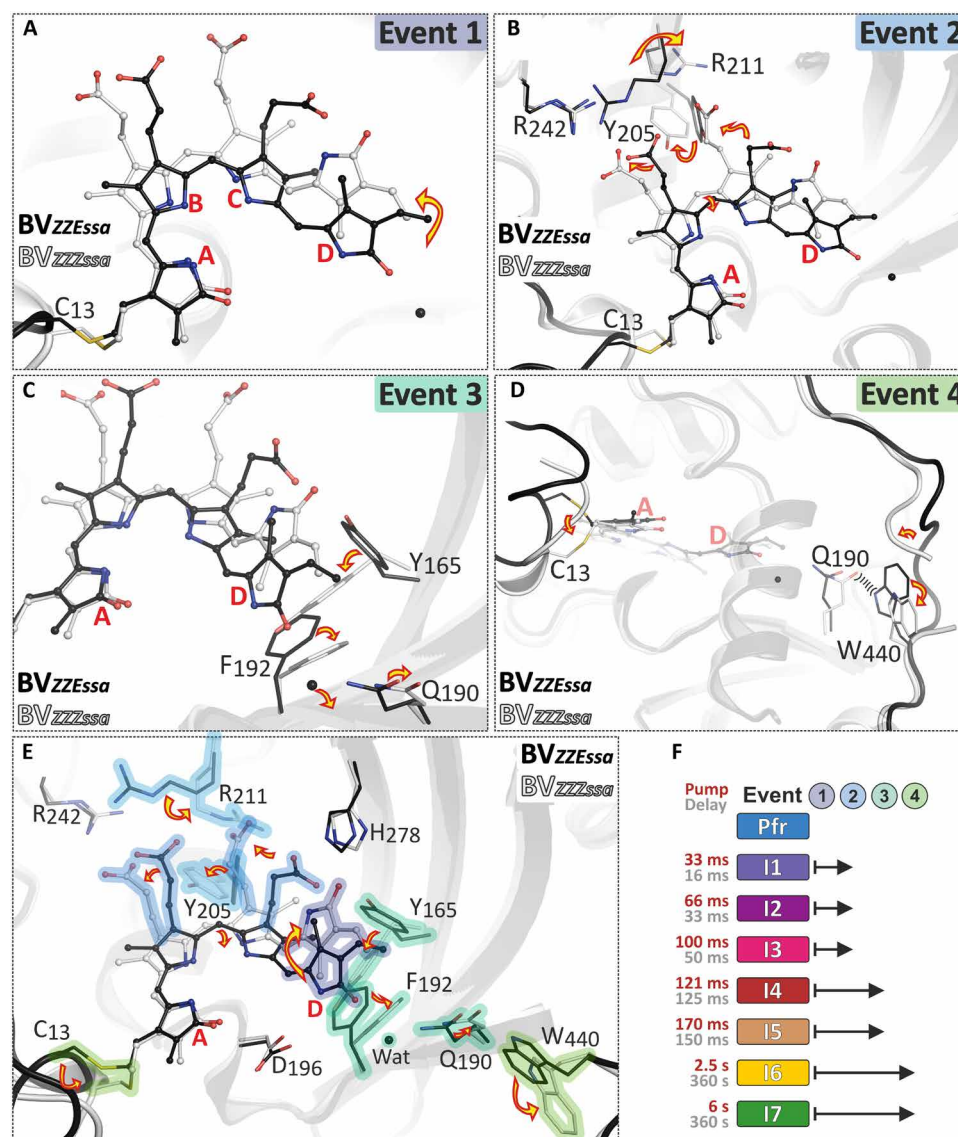 A
Event 1
B
C
D
A
BVZZEssa
BVZZZssa
C13
B
Event 2
R211
R242
Y205
D
A
BVZZEssa
BVZZZssa
C13
C
Event 3
Y165
D
A
F192
Q190
BVZZEssa
BVZZZssa
D
Event 4
A
D
C13
Q190
W440
BVZZEssa
BVZZZssa
E
BVZZEssa
BVZZZssa
R242
R211
H278
Y205
Y165
F192
D
C13
A
D196
Wat
Q190
W440
F
Pump
Delay
Event 1 2 3 4
Pfr
33 ms
16 ms
I1
66 ms
33 ms
I2
100 ms
50 ms
I3
121 ms
125 ms
I4
170 ms
150 ms
I5
2.5 s
360 s
I6
6 s
360 s
I7